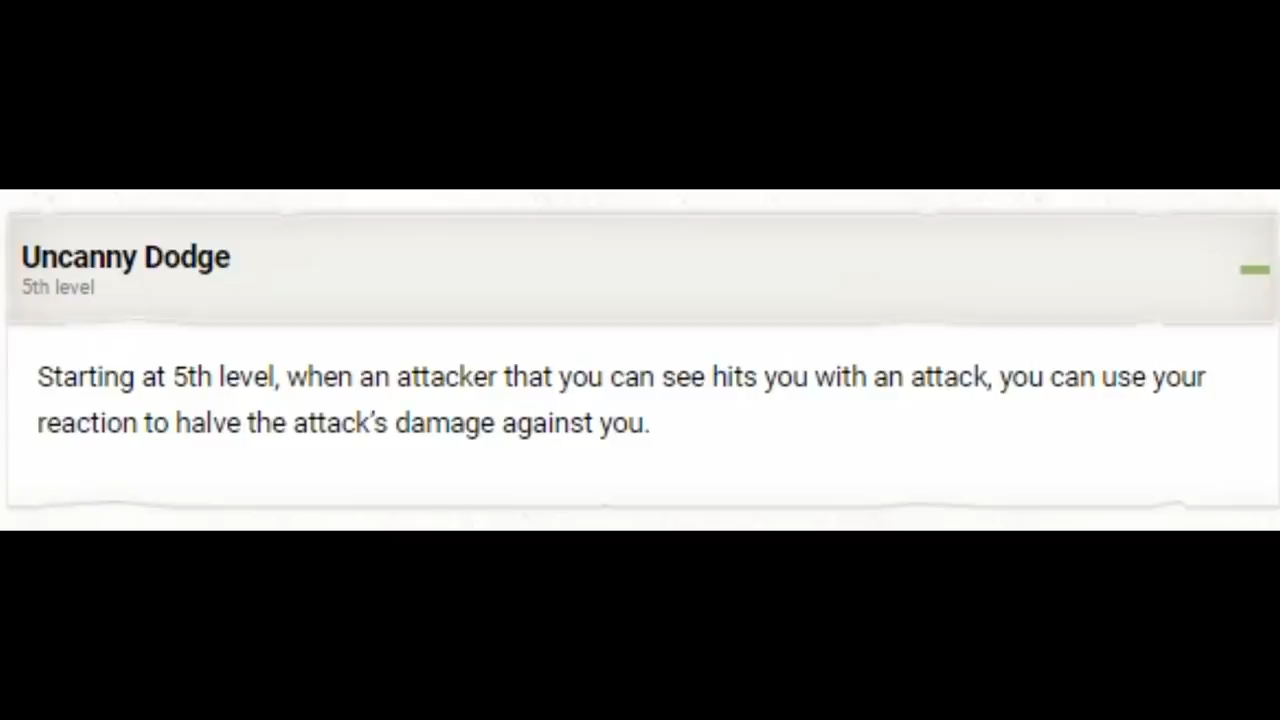 Uncanny Dodge
5th level
Starting at 5th level, when an attacker that you can see hits you with an attack, you can use your
reaction to halve the attack’s damage against you.